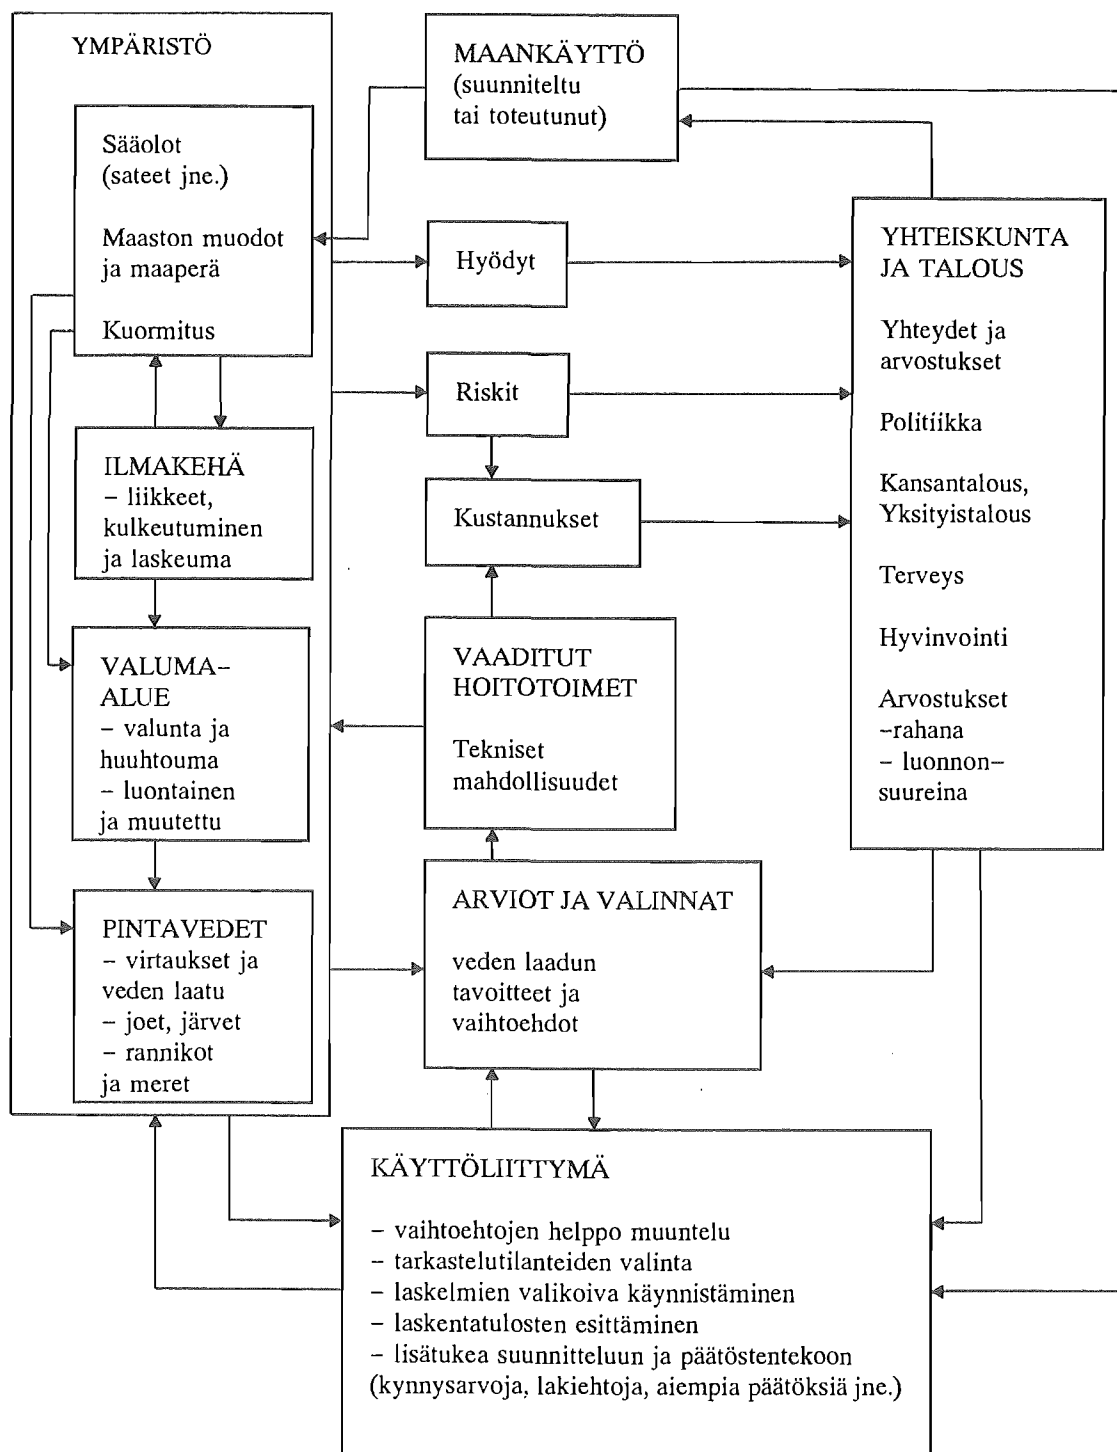 YMPÄRISTÖ
Sääolot
(sateet jne.)
Maaston muodot
ja maaperä
Kuormitus
ILMAKEHÄ
– liikkeet,
kulkeutuminen
ja laskeuma
VALUMA–
ALUE
– valunta ja
huuhtouma
– luontainen
ja muutettu
PINTAVEDET
– virtaukset ja
veden laatu
– joet, järvet
– rannikot
ja meret
MAANKÄYTTÖ
(suunniteltu
tai toteutunut)
Hyödyt
Riskit
Kustannukset
VAADITUT
HOITOTOIMET
Tekniset
mahdollisuudet
ARVIOT JA VALINNAT
veden laadun
tavoitteet ja
vaihtoehdot
YHTEISKUNTA
JA TALOUS
Yhteydet ja
arvostukset
Politiikka
Kansantalous,
Yksityistalous
Terveys
Hyvinvointi
Arvostukset
–rahana
– luonnon–
suureina
KÄYTTÖLIITTYMÄ
– vaihtoehtojen helppo muuntelu
– tarkastelutilanteiden valinta
– laskelmien valikoiva käynnistäminen
– laskentatulosten esittäminen
– lisätukea suunnitteluun ja päätöstentekoon
(kynnysarvoja, lakiehtoja, aiempia päätöksiä jne.)